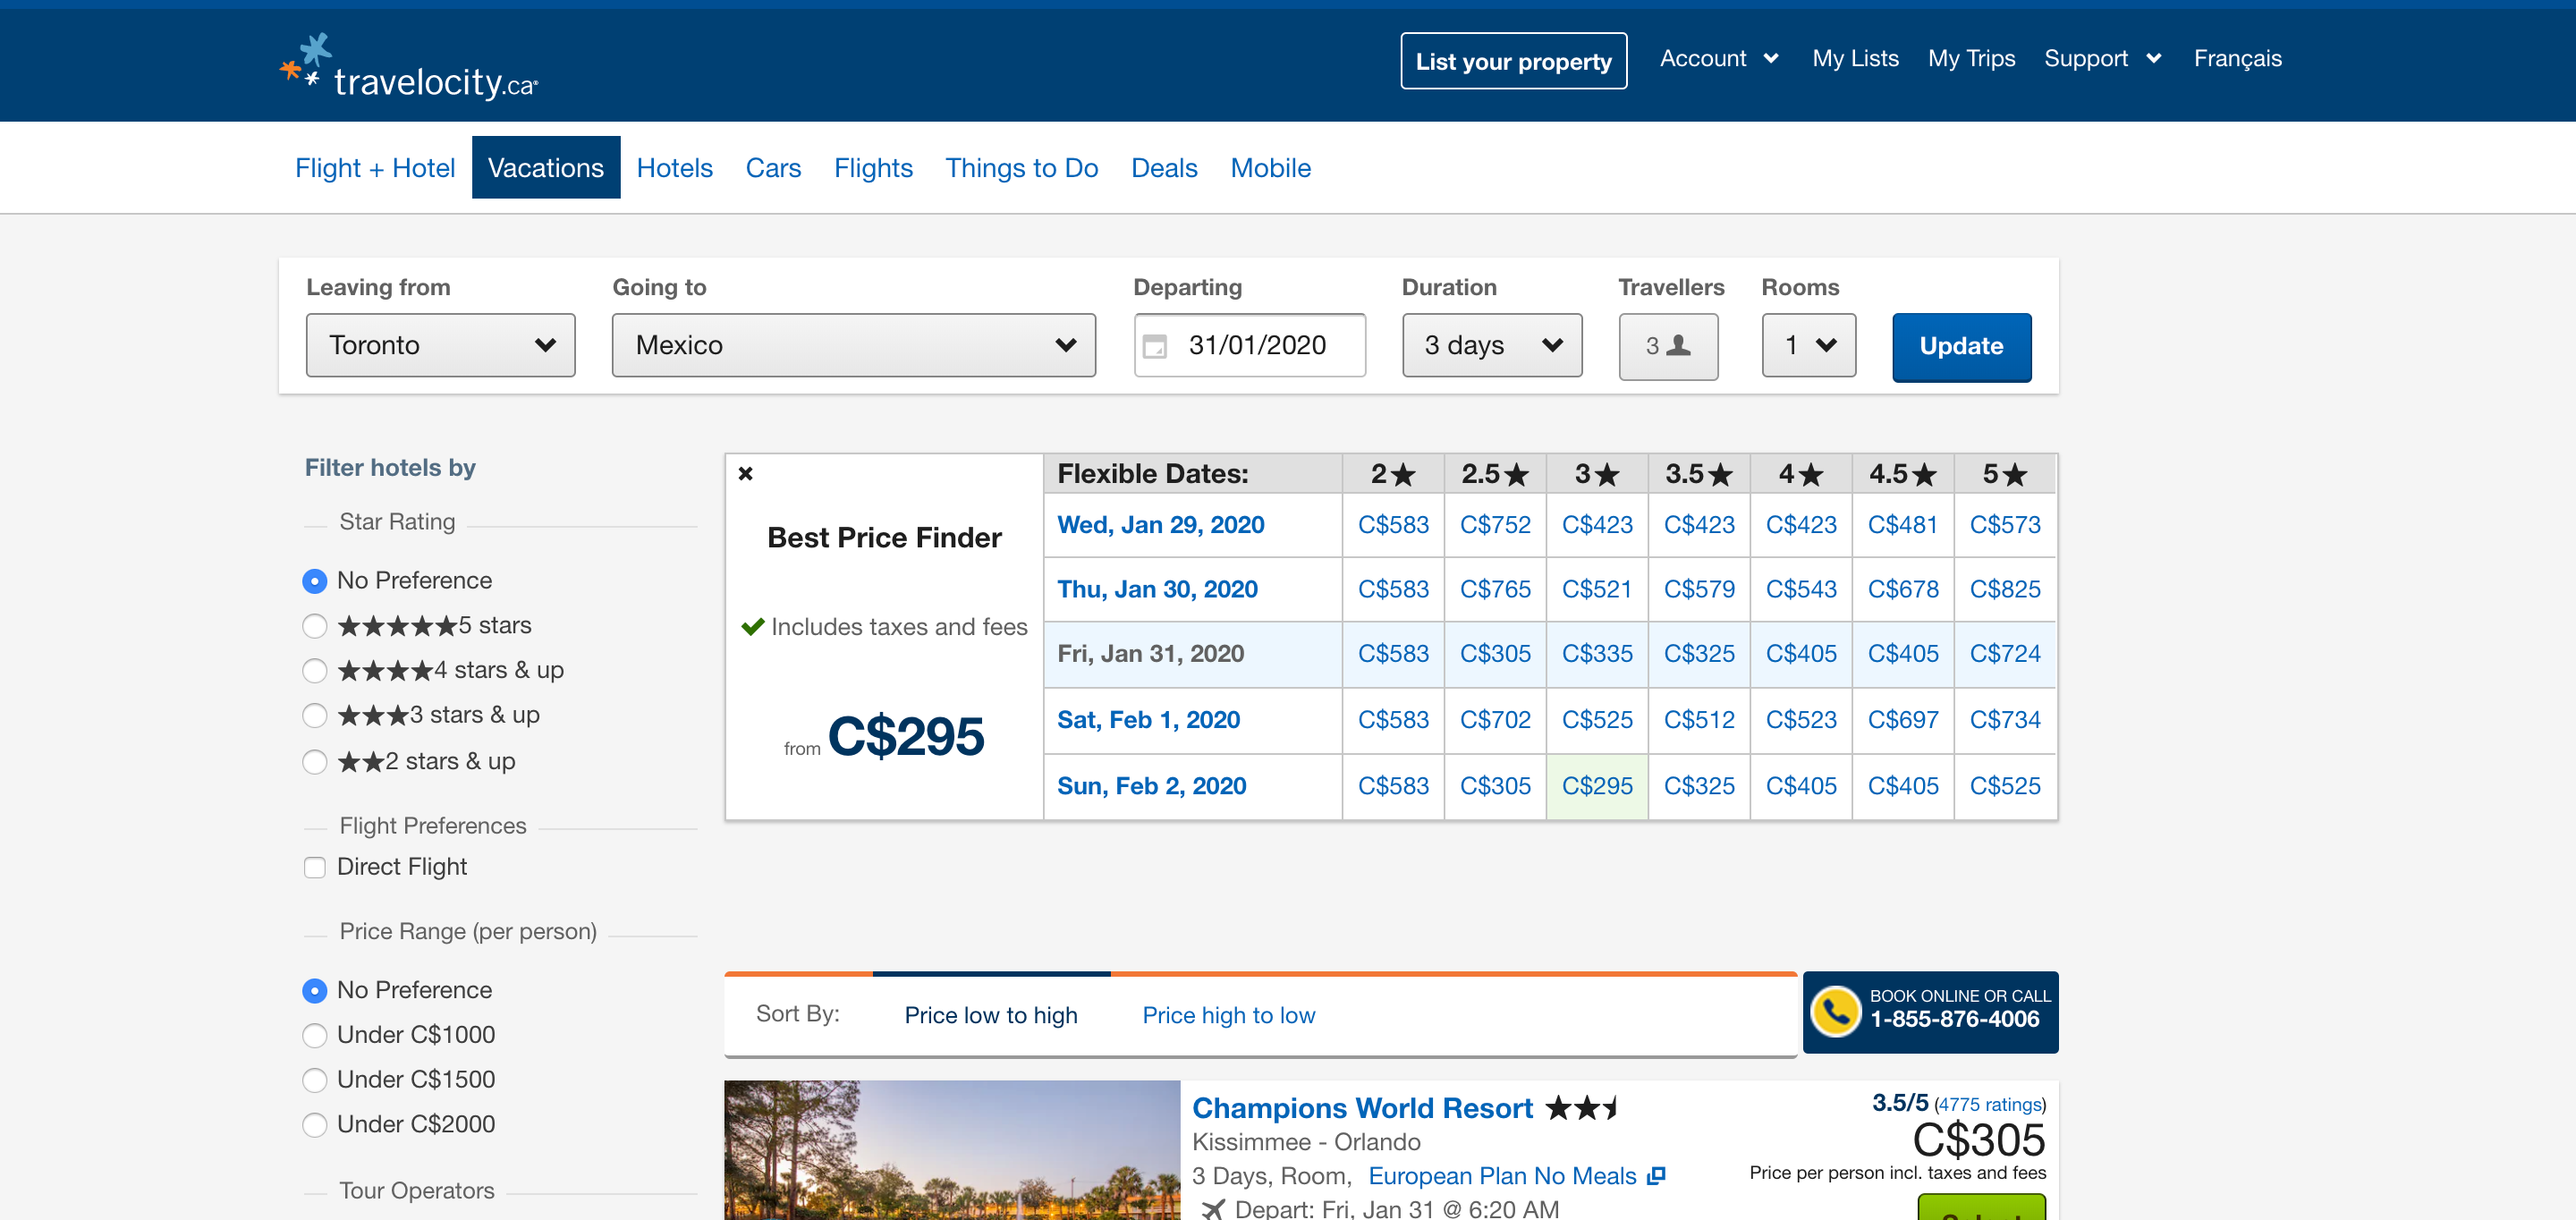 travelocity.ca
List your property
Account
My Lists
My Trips
Support
Français
Flight + Hotel
Vacations
Hotels
Cars
Flights
Things to Do
Deals
Mobile
Leaving from
Going to
Departing
Duration
Travellers
Rooms
Toronto
Mexico
31/01/2020
3 days
3
1
Update
Filter hotels by
Star Rating
No Preference
★★★★★5 stars
★★★★4 stars & up
★★★3 stars & up
★★2 stars & up
Flight Preferences
Direct Flight
Price Range (per person)
No Preference
Under C$1000
Under C$1500
Under C$2000
Tour Operators
Best Price Finder
Includes taxes and fees
from C$295
Flexible Dates: 2★ 2.5★ 3★ 3.5★ 4★ 4.5★ 5★
Wed, Jan 29, 2020 C$583 C$752 C$423 C$423 C$423 C$481 C$573
Thu, Jan 30, 2020 C$583 C$765 C$521 C$579 C$543 C$678 C$825
Fri, Jan 31, 2020 C$583 C$305 C$335 C$325 C$405 C$405 C$724
Sat, Feb 1, 2020 C$583 C$702 C$525 C$512 C$523 C$697 C$734
Sun, Feb 2, 2020 C$583 C$305 C$295 C$325 C$405 C$405 C$525
Sort By:
Price low to high
Price high to low
BOOK ONLINE OR CALL
1-855-876-4006
Champions World Resort
Kissimmee - Orlando
3 Days, Room, European Plan No Meals
Depart: Fri, Jan 31 @ 6:20 AM
3.5/5 (4775 ratings)
C$305
Price per person incl. taxes and fees